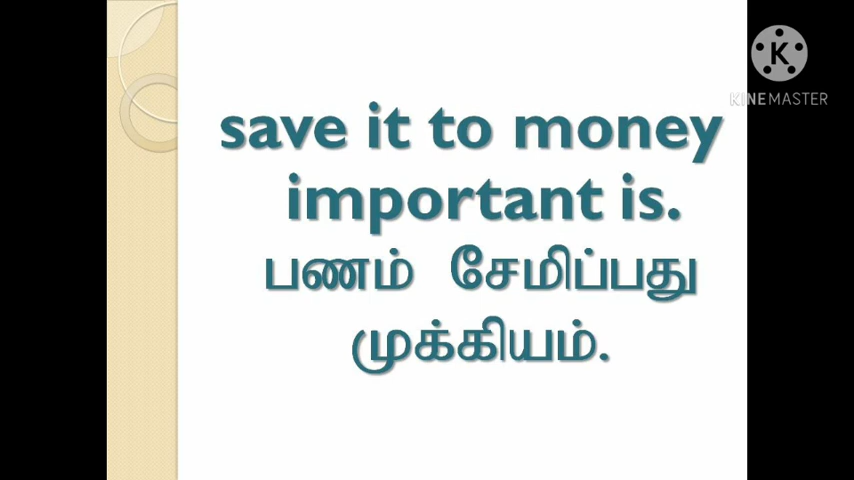 K
KINEMASTER
save it to money
important is.
பணம் சேமிப்பது
முக்கியம்.